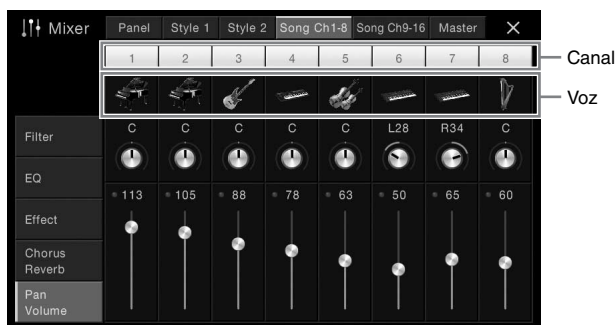 Mixer Panel Style 1 Style 2 Song Ch1-8 Song Ch9-16 Master ✕
1 2 3 4 5 6 7 8 Canal
Voz
Filter
EQ
Effect
Chorus
Reverb
Pan
Volume
C C C C C L28 R34 C
113 105 88 78 63 50 65 60